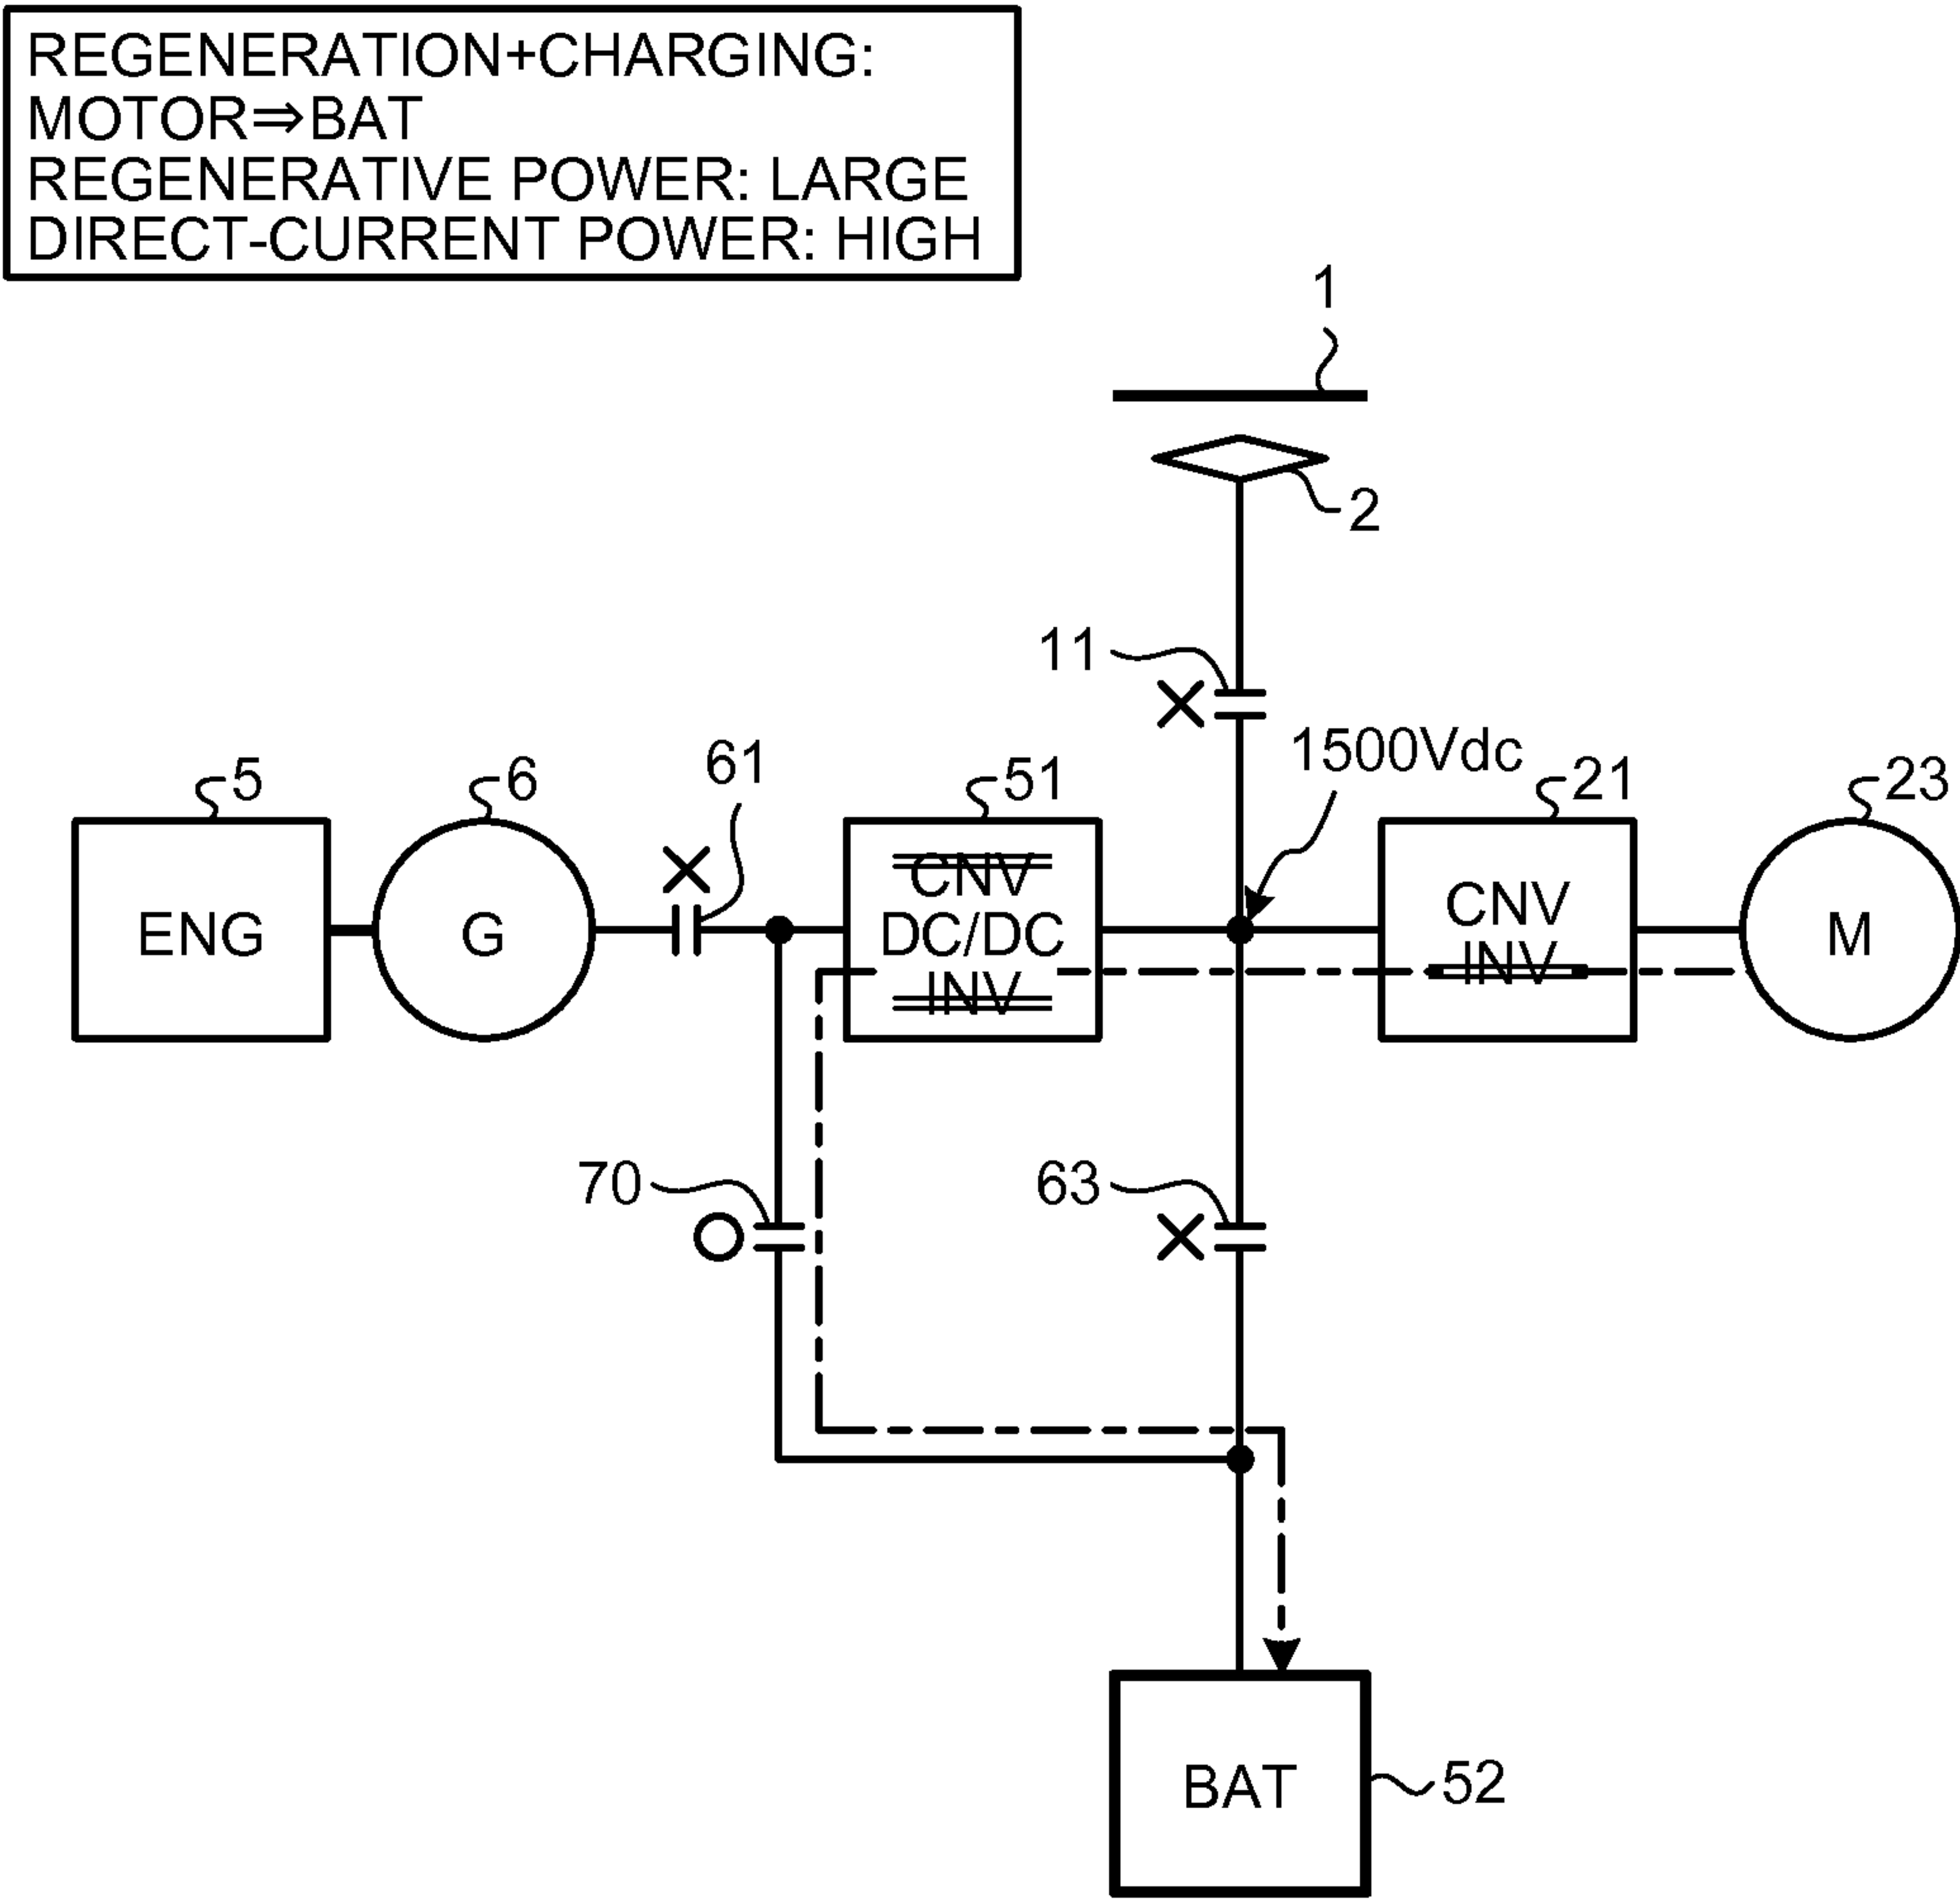 REGENERATION+CHARGING:
MOTOR⇒BAT
REGENERATIVE POWER: LARGE
DIRECT-CURRENT POWER: HIGH
1
2
11
1500Vdc
5
6
61
51
21
23
ENG
G
CNV
DC/DC
INV
CNV
INV
M
70
63
BAT
52